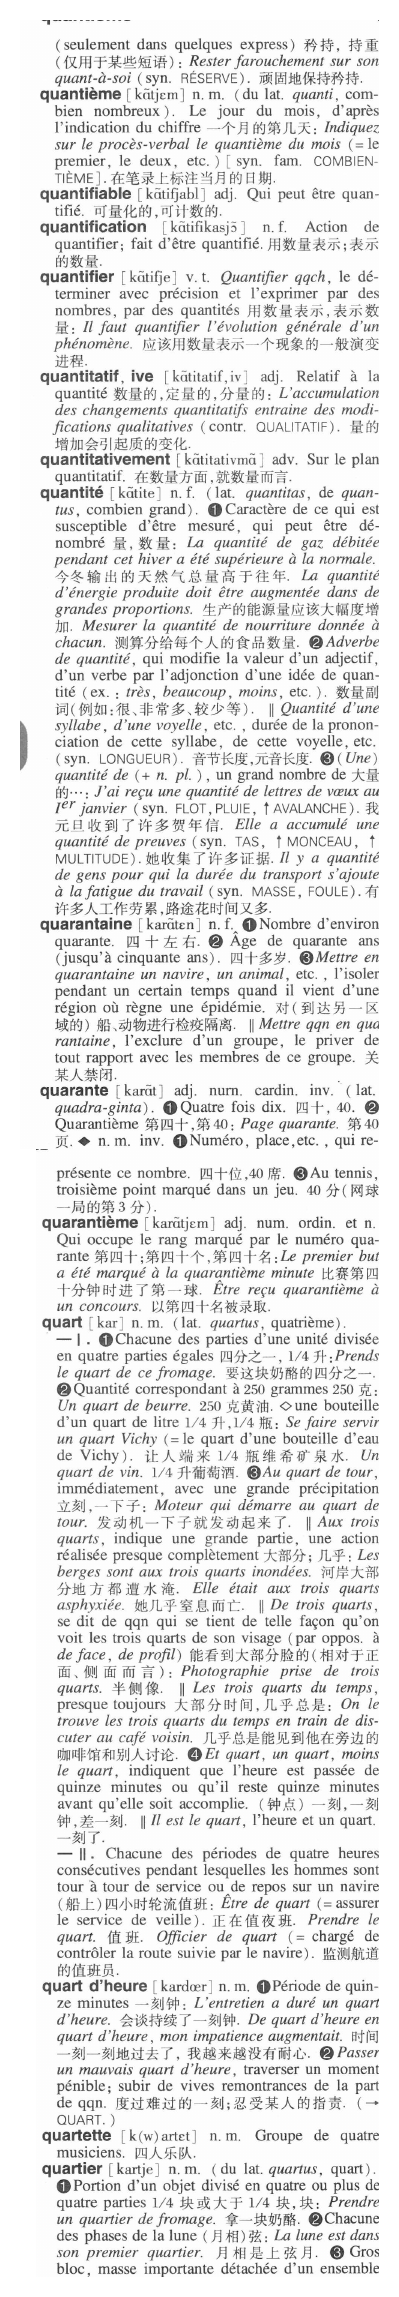 (seulement dans quelques express) 矜持, 持重
(仅用于某些短语): Rester farouchement sur son
quant-à-soi (syn. RÉSERVE). 顽固地保持矜持.
quantième [kɑ̃tjɛm] n. m. (du lat. quanti, com-
bien nombreux). Le jour du mois, d'après
l'indication du chiffre 一个月的第几天: Indiquez
sur le procès-verbal le quantième du mois (= le
premier, le deux, etc.) [syn. fam. COMBIEN-
TIÈME]. 在笔录上标注当月的日期.
quantifiable [kɑ̃tifjabl] adj. Qui peut être quan-
tifié. 可量化的,可计数的.
quantification [kɑ̃tifikasjɔ̃] n. f. Action de
quantifier; fait d'être quantifié. 用数量表示;表示
的数量.
quantifier [kɑ̃tifje] v. t. Quantifier qqch, le dé-
terminer avec précision et l'exprimer par des
nombres, par des quantités 用数量表示,表示数
量: Il faut quantifier l'évolution générale d'un
phénomène. 应该用数量表示一个现象的一般演变
进程.
quantitatif, ive [kɑ̃titatif,iv] adj. Relatif à la
quantité 数量的,定量的,分量的: L'accumulation
des changements quantitatifs entraine des modi-
fications qualitatives (contr. QUALITATIF). 量的
增加会引起质的变化.
quantitativement [kɑ̃titativmɑ̃] adv. Sur le plan
quantitatif. 在数量方面,就数量而言.
quantité [kɑ̃tite] n. f. (lat. quantitas, de quan-
tus, combien grand). ❶Caractère de ce qui est
susceptible d'être mesuré, qui peut être dé-
nombré 量, 数量: La quantité de gaz débitée
pendant cet hiver a été supérieure à la normale.
今冬输出的天然气总量高于往年. La quantité
d'énergie produite doit être augmentée dans de
grandes proportions. 生产的能源量应该大幅度增
加. Mesurer la quantité de nourriture donnée à
chacun. 测算分给每个人的食品数量. ❷Adverbe
de quantité, qui modifie la valeur d'un adjectif,
d'un verbe par l'adjonction d'une idée de quan-
tité (ex. : très, beaucoup, moins, etc.). 数量副
词(例如:很、非常多、较少等). ‖ Quantité d'une
syllabe, d'une voyelle, etc. , durée de la pronon-
ciation de cette syllabe, de cette voyelle, etc.
(syn. LONGUEUR). 音节长度,元音长度. ❸(Une)
quantité de (+ n. pl.), un grand nombre de 大量
的…: J'ai reçu une quantité de lettres de vœux au
1er janvier (syn. FLOT, PLUIE, ↑ AVALANCHE). 我
元旦收到了许多贺年信. Elle a accumulé une
quantité de preuves (syn. TAS, ↑ MONCEAU, ↑
MULTITUDE). 她收集了许多证据. Il y a quantité
de gens pour qui la durée du transport s'ajoute
à la fatigue du travail (syn. MASSE, FOULE). 有
许多人工作劳累,路途花时间又多.
quarantaine [karɑ̃tɛn] n. f. ❶Nombre d'environ
quarante. 四十左右. ❷ Âge de quarante ans
(jusqu'à cinquante ans). 四十多岁. ❸Mettre en
quarantaine un navire, un animal, etc. , l'isoler
pendant un certain temps quand il vient d'une
région où règne une épidémie. 对(到达另一区
域的) 船、动物进行检疫隔离. ‖ Mettre qqn en qua
rantaine, l'exclure d'un groupe, le priver de
tout rapport avec les membres de ce groupe. 关
某人禁闭.
quarante [karɑ̃t] adj. num. cardin. inv. (lat.
quadra-ginta). ❶Quatre fois dix. 四十, 40. ❷
Quarantième 第四十,第40: Page quarante. 第40
页. ◆ n. m. inv. ❶Numéro, place,etc. , qui re-
présente ce nombre. 四十位,40 席. ❸Au tennis,
troisième point marqué dans un jeu. 40 分(网球
一局的第 3 分).
quarantième [karɑ̃tjɛm] adj. num. ordin. et n.
Qui occupe le rang marqué par le numéro qua-
rante 第四十;第四十个,第四十名:Le premier but
a été marqué à la quarantième minute 比赛第四
十分钟时进了第一球. Être reçu quarantième à
un concours. 以第四十名被录取.
quart [kar] n. m. (lat. quartus, quatrième).
— I. ❶Chacune des parties d'une unité divisée
en quatre parties égales 四分之一, 1/4 升:Prends
le quart de ce fromage. 要这块奶酪的四分之一.
❷Quantité correspondant à 250 grammes 250 克:
Un quart de beurre. 250 克黄油. ◇une bouteille
d'un quart de litre 1/4 升,1/4 瓶: Se faire servir
un quart Vichy (= le quart d'une bouteille d'eau
de Vichy). 让人端来 1/4 瓶维希矿泉水. Un
quart de vin. 1/4 升葡萄酒. ❸Au quart de tour,
immédiatement, avec une grande précipitation
立刻,一下子: Moteur qui démarre au quart de
tour. 发动机一下子就发动起来了. ‖ Aux trois
quarts, indique une grande partie, une action
réalisée presque complètement 大部分; 几乎: Les
berges sont aux trois quarts inondées. 河岸大部
分地方都遭水淹. Elle était aux trois quarts
asphyxiée. 她几乎窒息而亡. ‖ De trois quarts,
se dit de qqn qui se tient de telle façon qu'on
voit les trois quarts de son visage (par oppos. à
de face, de profil) 能看到大部分脸的(相对于正
面、侧面而言): Photographie prise de trois
quarts. 半侧像. ‖ Les trois quarts du temps,
presque toujours 大部分时间,几乎总是: On le
trouve les trois quarts du temps en train de dis-
cuter au café voisin. 几乎总是能见到他在旁边的
咖啡馆和别人讨论. ❹Et quart, un quart, moins
le quart, indiquent que l'heure est passée de
quinze minutes ou qu'il reste quinze minutes
avant qu'elle soit accomplie. (钟点) 一刻,一刻
钟,差一刻. ‖ Il est le quart, l'heure et un quart.
一刻了.
— II. Chacune des périodes de quatre heures
consécutives pendant lesquelles les hommes sont
tour à tour de service ou de repos sur un navire
(船上)四小时轮流值班: Être de quart (= assurer
le service de veille). 正在值夜班. Prendre le
quart. 值班. Officier de quart (= chargé de
contrôler la route suivie par le navire). 监测航道
的值班员.
quart d'heure [kardœr] n. m. ❶Période de quin-
ze minutes 一刻钟: L'entretien a duré un quart
d'heure. 会谈持续了一刻钟. De quart d'heure en
quart d'heure, mon impatience augmentait. 时间
一刻一刻地过去了, 我越来越没有耐心. ❷Passer
un mauvais quart d'heure, traverser un moment
pénible; subir de vives remontrances de la part
de qqn. 度过难过的一刻;忍受某人的指责. (→
QUART.)
quartette [k(w)artɛt] n. m. Groupe de quatre
musiciens. 四人乐队.
quartier [kartje] n. m. (du lat. quartus, quart).
❶Portion d'un objet divisé en quatre ou plus de
quatre parties 1/4 块或大于 1/4 块,块: Prendre
un quartier de fromage. 拿一块奶酪. ❷Chacune
des phases de la lune (月相)弦: La lune est dans
son premier quartier. 月相是上弦月. ❸ Gros
bloc, masse importante détachée d'un ensemble